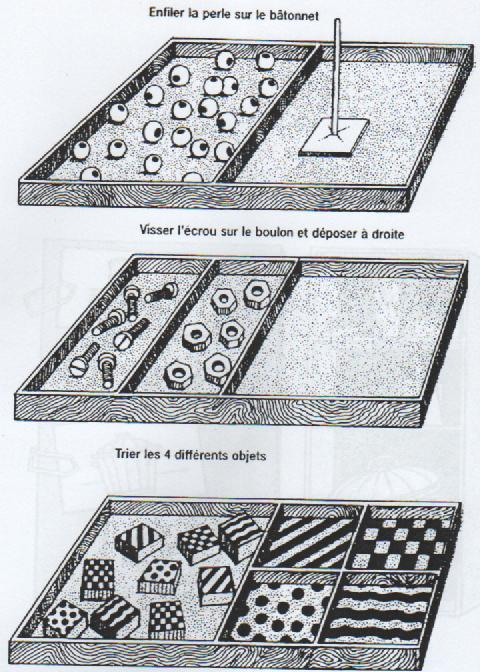 Enfiler la perle sur le bâtonnet
Visser l'écrou sur le boulon et déposer à droite
Trier les 4 différents objets